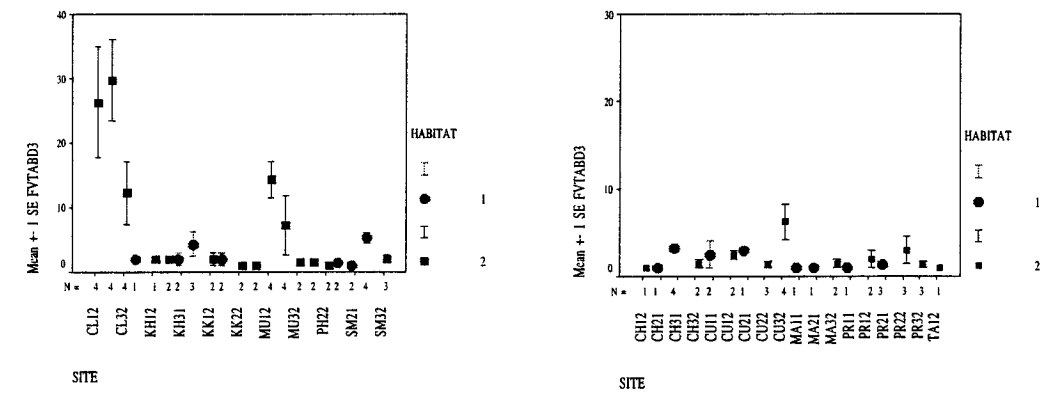 40
30
20
10
0
Mean +- 1 SE FVTABD3
N = 4 4 4 1 1 2 2 3 2 2 2 2 4 4 2 2 2 2 2 4 3
CL12 CL32 KH12 KH31 KK12 KK22 MU12 MU32 PH22 SM21 SM32
SITE
HABITAT
1
2
30
20
10
0
Mean +- 1 SE FVTABD3
N = 1 1 4 2 2 2 1 3 4 1 1 2 1 2 3 3 3 1
CH12 CH21 CH31 CH32 CU11 CU12 CU21 CU22 CU32 MA11 MA21 MA32 PR11 PR12 PR21 PR22 PR32 TA12
SITE
HABITAT
1
2